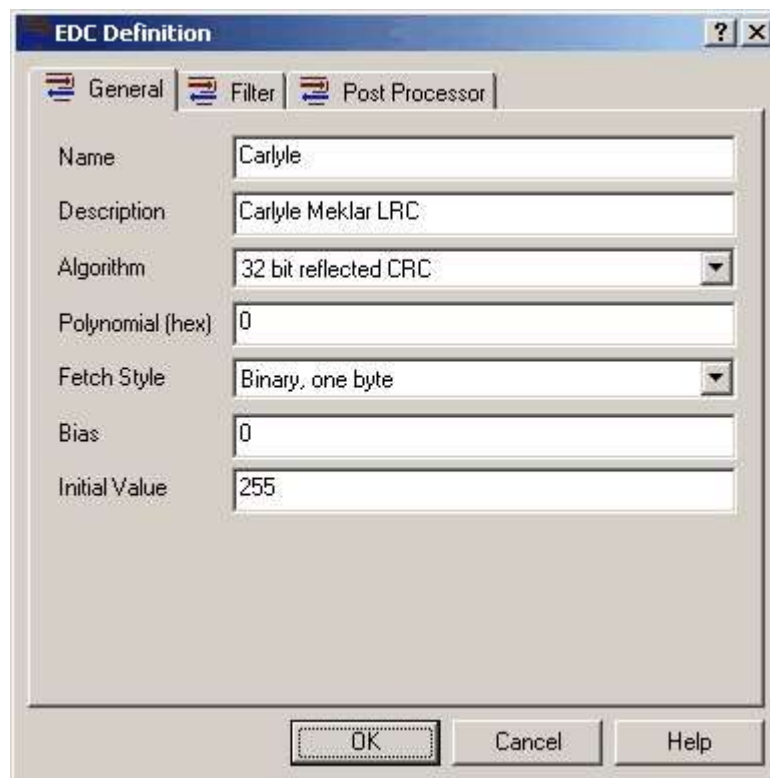 EDC Definition
General Filter Post Processor
Name Carlyle
Description Carlyle Meklar LRC
Algorithm 32 bit reflected CRC
Polynomial (hex) 0
Fetch Style Binary, one byte
Bias 0
Initial Value 255
OK Cancel Help